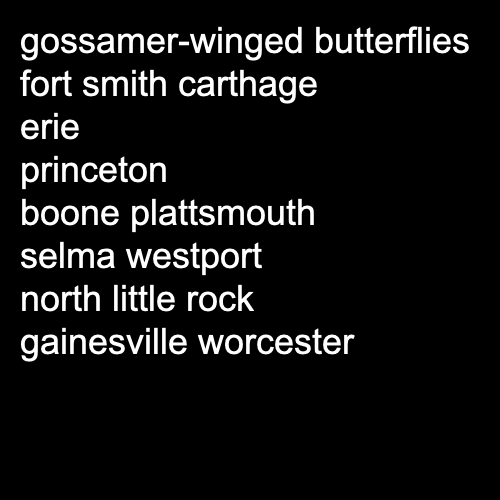 gossamer-winged butterflies
fort smith carthage
erie
princeton
boone plattsmouth
selma westport
north little rock
gainesville worcester